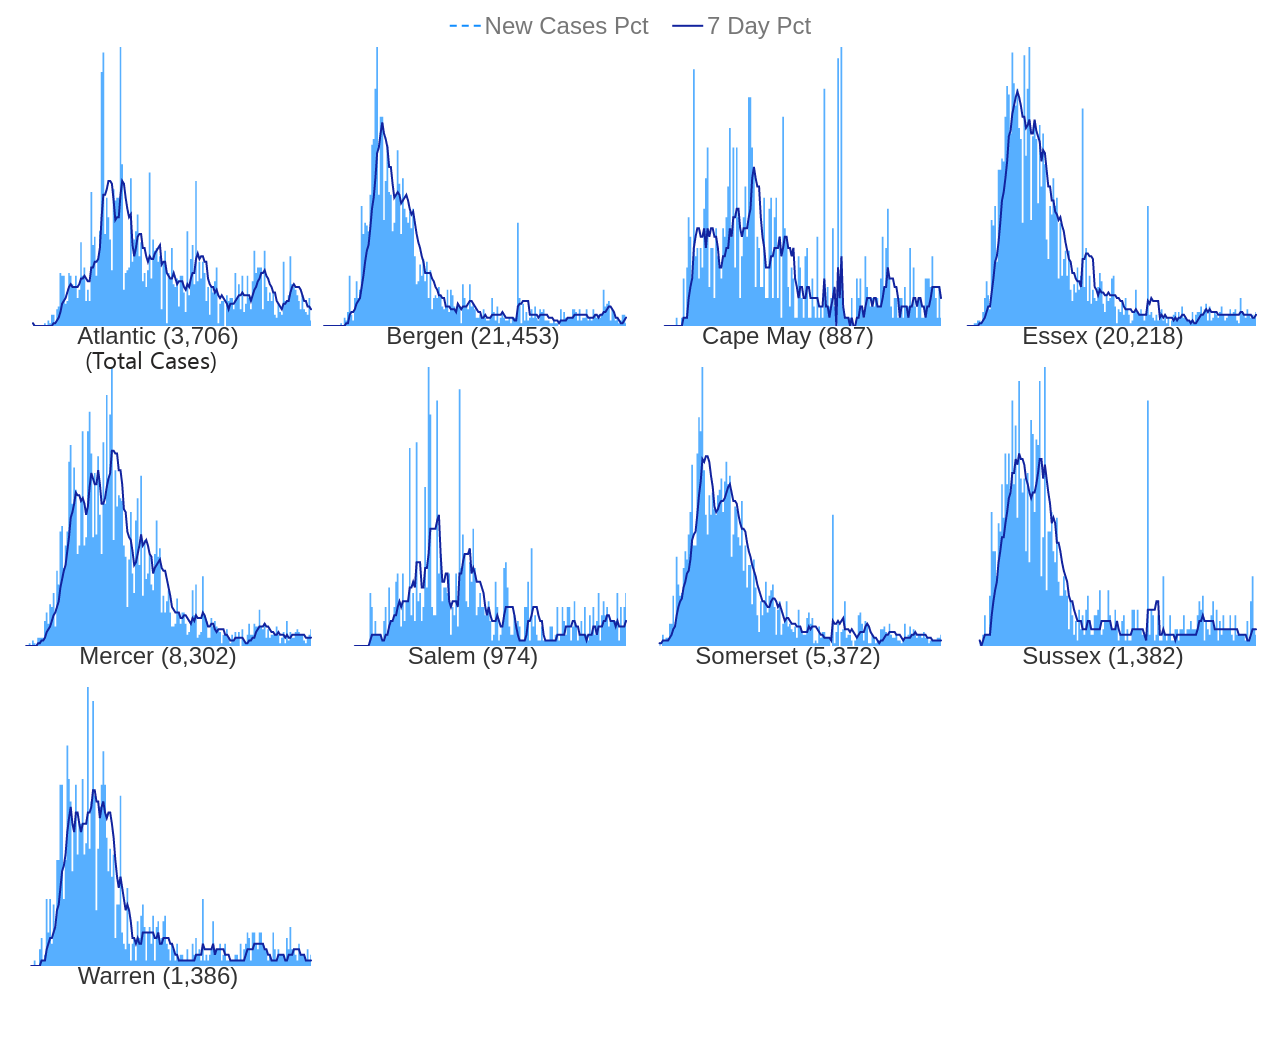 New Cases Pct 7 Day Pct
Atlantic (3,706) Bergen (21,453) Cape May (887) Essex (20,218)
(Total Cases)
Mercer (8,302) Salem (974) Somerset (5,372) Sussex (1,382)
Warren (1,386)